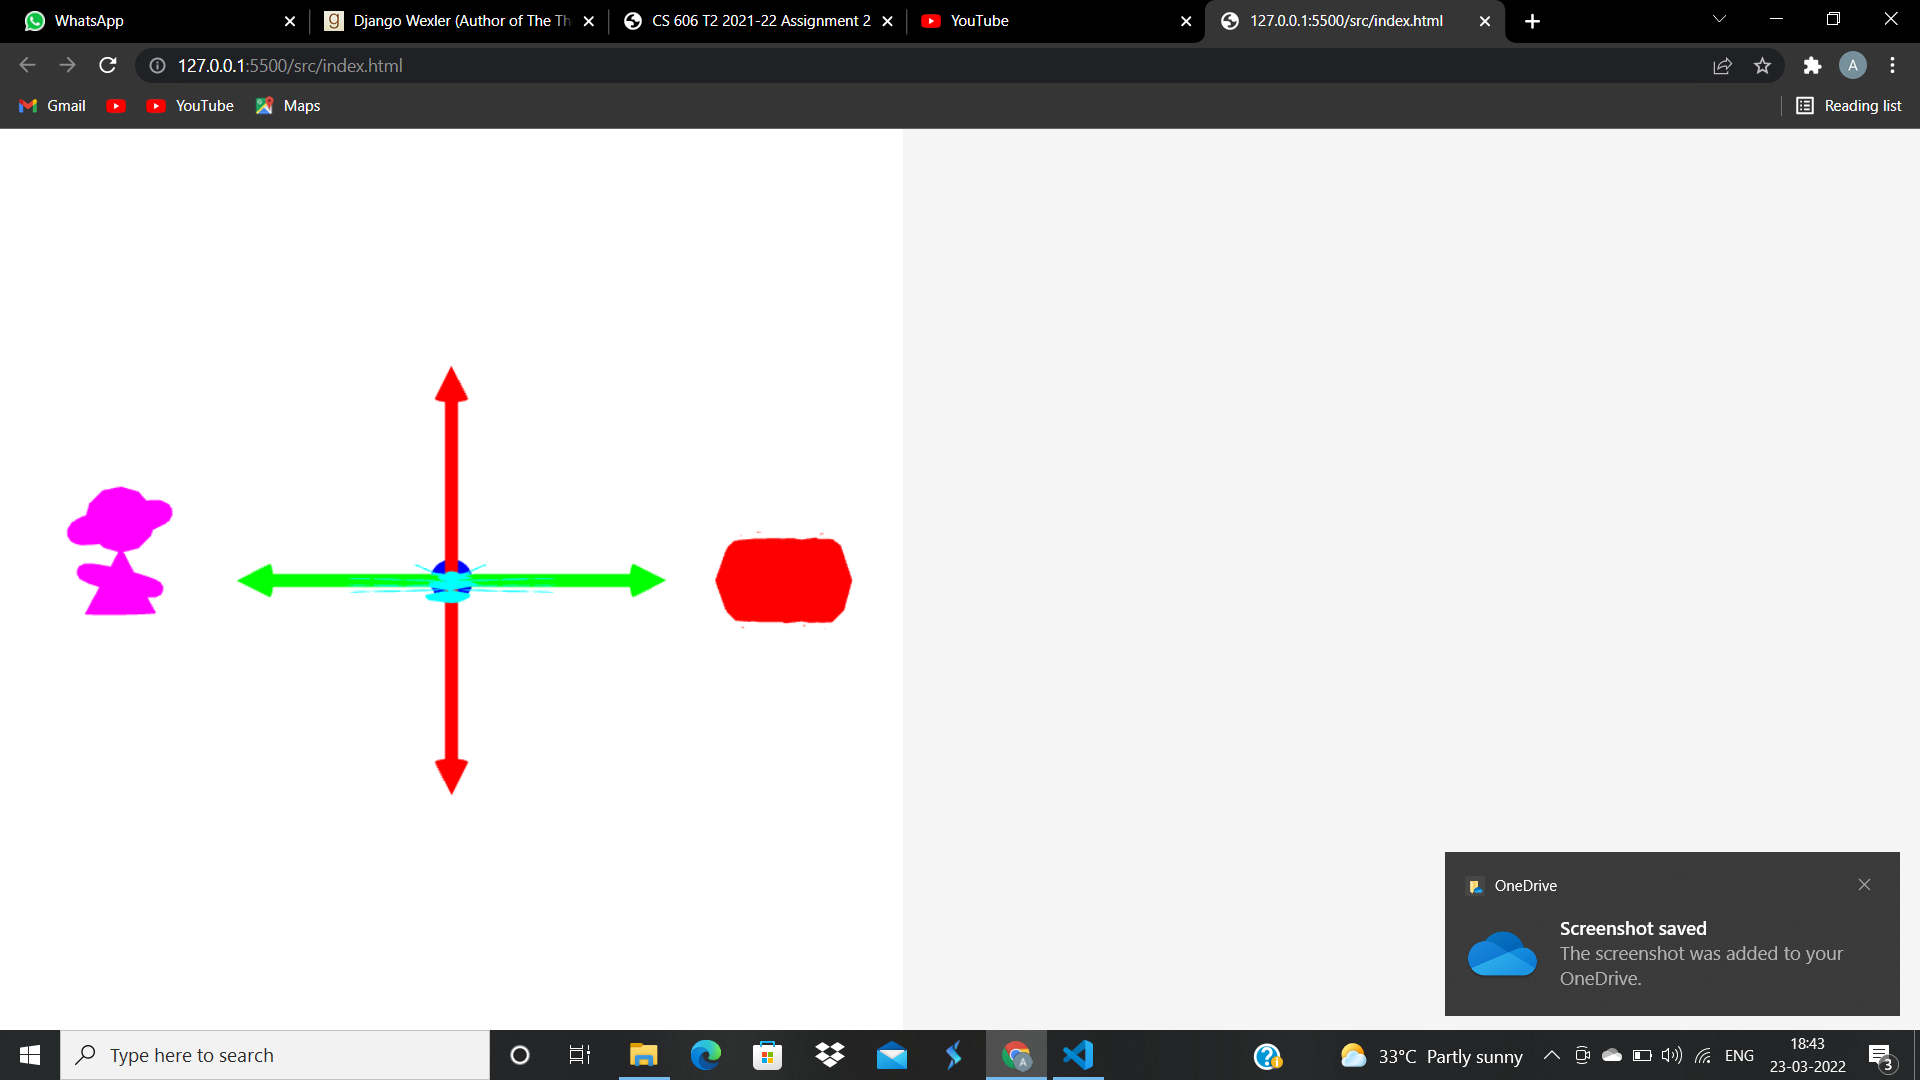 WhatsApp
Django Wexler (Author of The Th
CS 606 T2 2021-22 Assignment 2
YouTube
127.0.0.1:5500/src/index.html
127.0.0.1:5500/src/index.html
A
Gmail
YouTube
Maps
Reading list
OneDrive
Screenshot saved
The screenshot was added to your
OneDrive.
Type here to search
A
33°C Partly sunny
ENG
18:43
23-03-2022
3